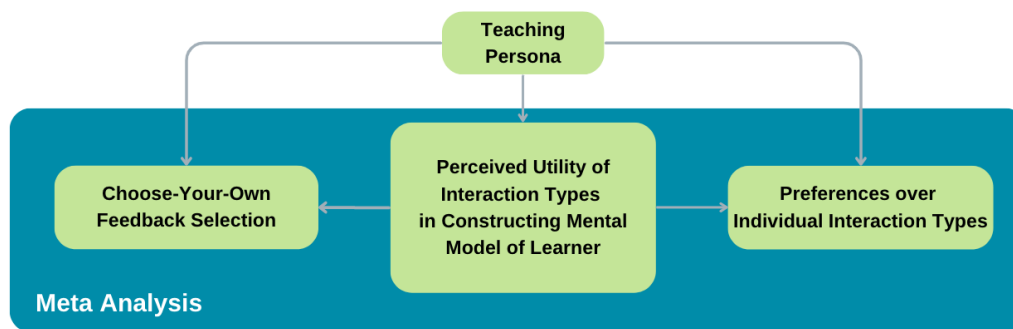 Teaching
Persona
Choose-Your-Own
Feedback Selection
Perceived Utility of
Interaction Types
in Constructing Mental
Model of Learner
Preferences over
Individual Interaction Types
Meta Analysis